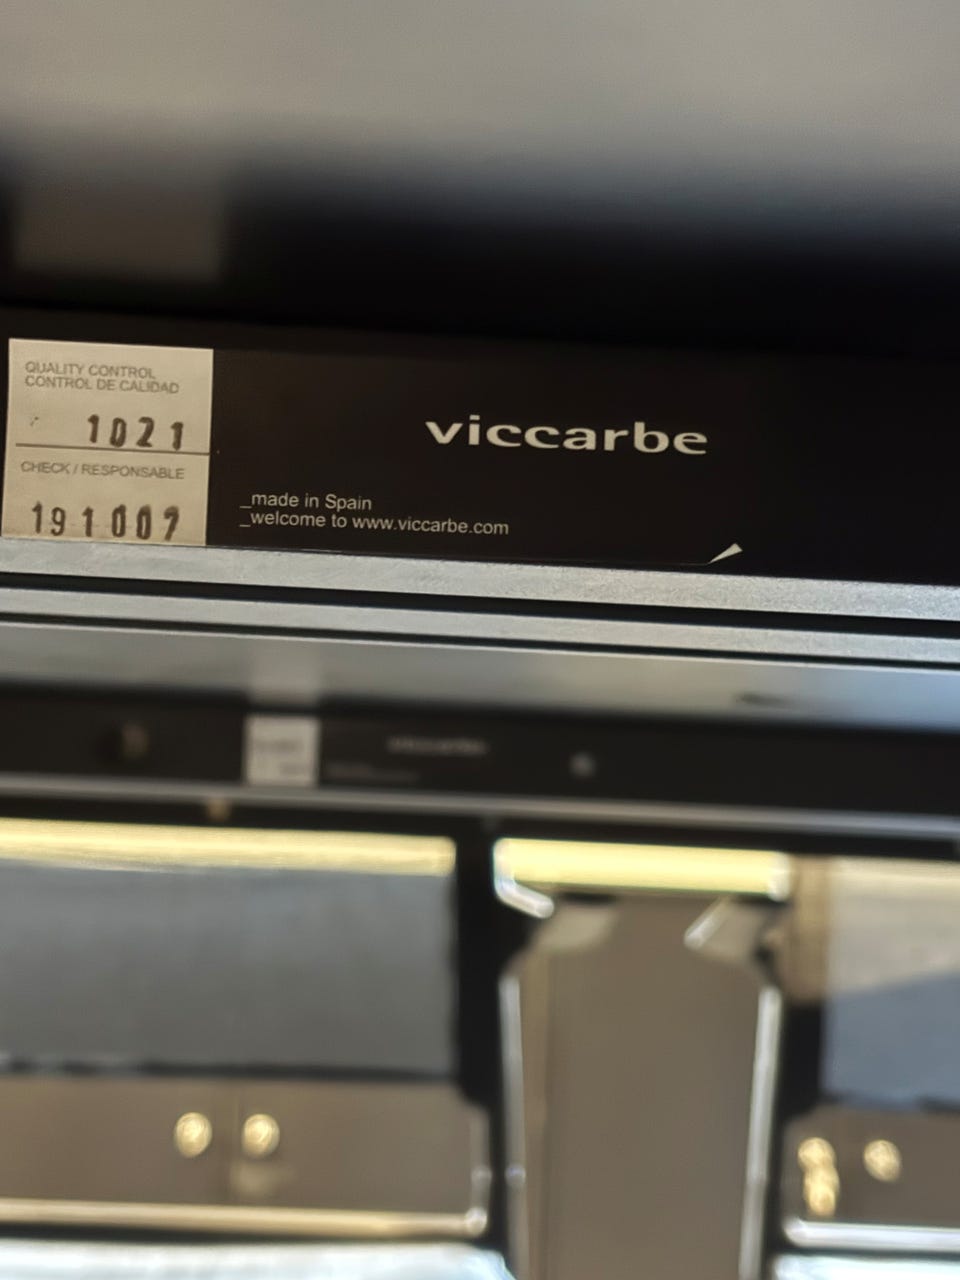 QUALITY CONTROL
CONTROL DE CALIDAD
1021
CHECK / RESPONSABLE
191007
viccarbe
_made in Spain
_welcome to www.viccarbe.com